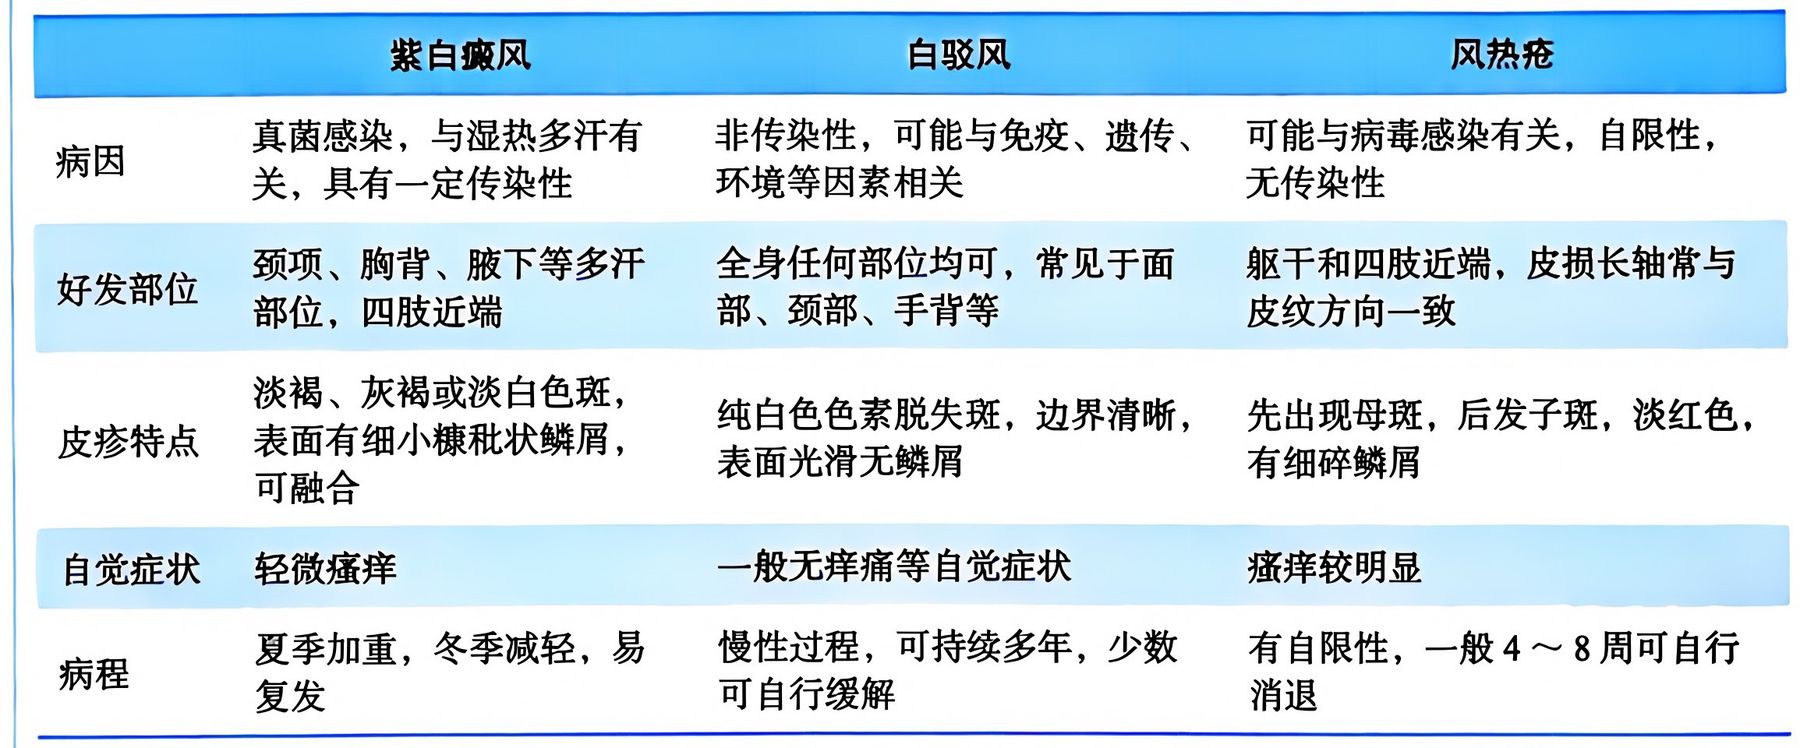 紫白癜风 白驳风 风热疮
病因
真菌感染，与湿热多汗有
关，具有一定传染性
非传染性，可能与免疫、遗传、
环境等因素相关
可能与病毒感染有关，自限性，
无传染性
好发部位
颈项、胸背、腋下等多汗
部位，四肢近端
全身任何部位均可，常见于面
部、颈部、手背等
躯干和四肢近端，皮损长轴常与
皮纹方向一致
皮疹特点
淡褐、灰褐或淡白色斑，
表面有细小糠秕状鳞屑，
可融合
纯白色色素脱失斑，边界清晰，
表面光滑无鳞屑
先出现母斑，后发子斑，淡红色，
有细碎鳞屑
自觉症状
轻微瘙痒
一般无痒痛等自觉症状
瘙痒较明显
病程
夏季加重，冬季减轻，易
复发
慢性过程，可持续多年，少数
可自行缓解
有自限性，一般 4～8 周可自行
消退